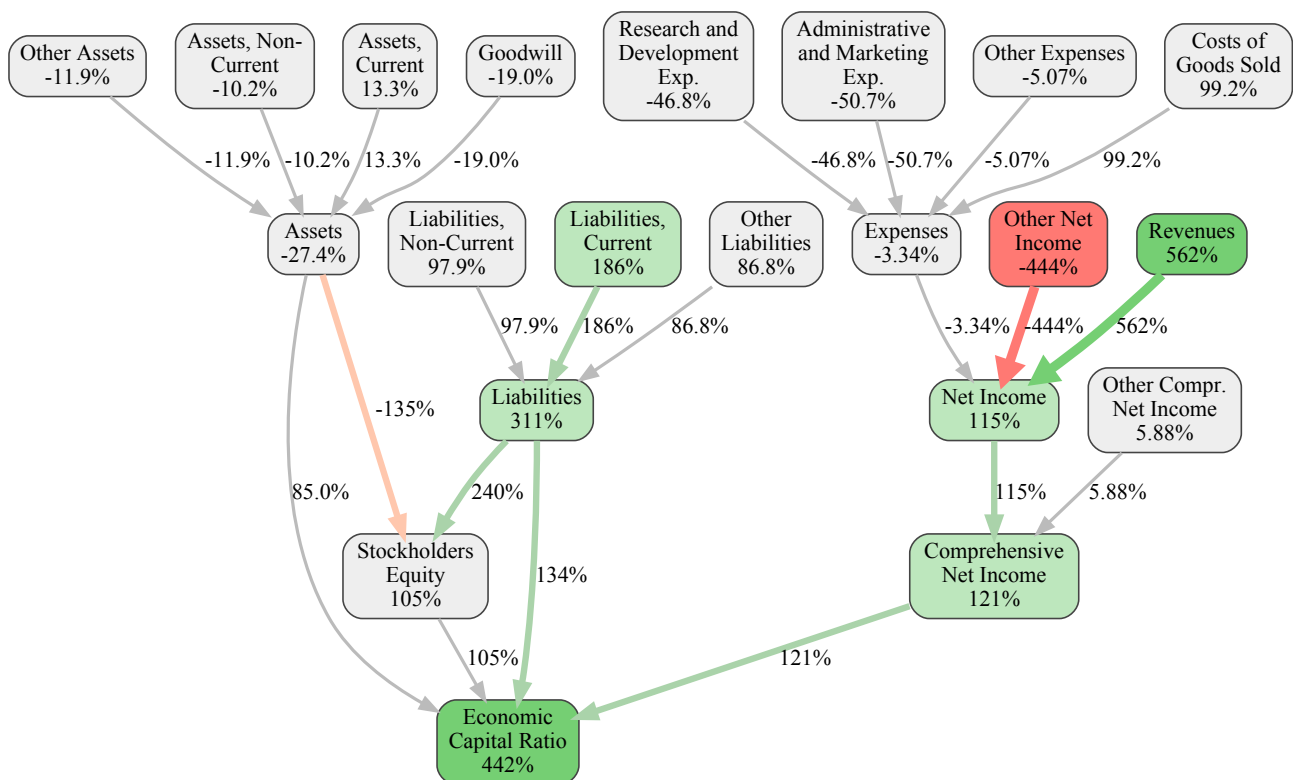 Other Assets
-11.9%
Assets, Non-
Current
-10.2%
Assets,
Current
13.3%
Goodwill
-19.0%
Research and
Development
Exp.
-46.8%
Administrative
and Marketing
Exp.
-50.7%
Other Expenses
-5.07%
Costs of
Goods Sold
99.2%
-11.9%
-10.2%
13.3%
-19.0%
-46.8%
-50.7%
-5.07%
99.2%
Assets
-27.4%
Liabilities,
Non-Current
97.9%
Liabilities,
Current
186%
Other
Liabilities
86.8%
Expenses
-3.34%
Other Net
Income
-444%
Revenues
562%
97.9%
186%
86.8%
-3.34%
-444%
562%
-135%
Liabilities
311%
Net Income
115%
Other Compr.
Net Income
5.88%
85.0%
240%
115%
5.88%
Stockholders
Equity
105%
134%
Comprehensive
Net Income
121%
105%
121%
Economic
Capital Ratio
442%